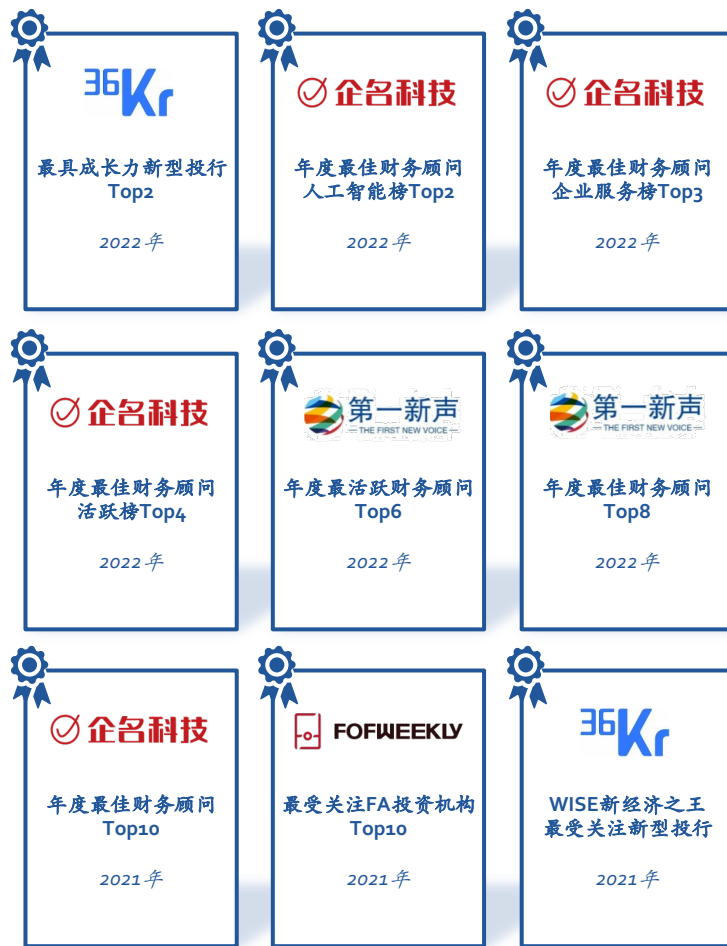 36Kr
最具成长力新型投行
Top2
2022年
企名科技
年度最佳财务顾问
人工智能榜Top2
2022年
企名科技
年度最佳财务顾问
企业服务榜Top3
2022年
企名科技
年度最佳财务顾问
活跃榜Top4
2022年
第一新声
THE FIRST NEW VOICE
年度最活跃财务顾问
Top6
2022年
第一新声
THE FIRST NEW VOICE
年度最佳财务顾问
Top8
2022年
企名科技
年度最佳财务顾问
Top10
2021年
FOFWEEKLY
最受关注FA投资机构
Top10
2021年
36Kr
WISE新经济之王
最受关注新型投行
2021年